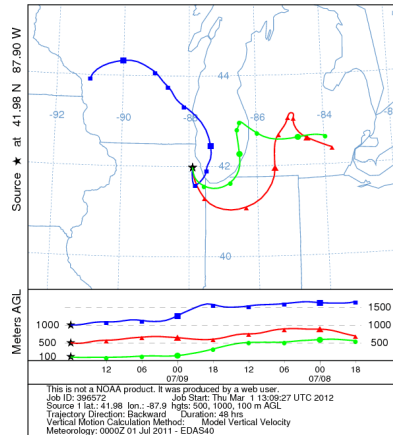 Source ★ at 41.98 N 87.90 W
-92
-90
-88
-86
-84
44
42
40
Meters AGL
1000
500
100
1500
1000
500
12 06 00 18 12 06 00 18
07/09 07/08
This is not a NOAA product. It was produced by a web user.
Job ID: 396572 Job Start: Thu Mar 1 13:09:27 UTC 2012
Source 1 lat.: 41.98 lon.: -87.9 hgts: 500, 1000, 100 m AGL
Trajectory Direction: Backward Duration: 48 hrs
Vertical Motion Calculation Method: Model Vertical Velocity
Meteorology: 0000Z 01 Jul 2011 - EDAS40